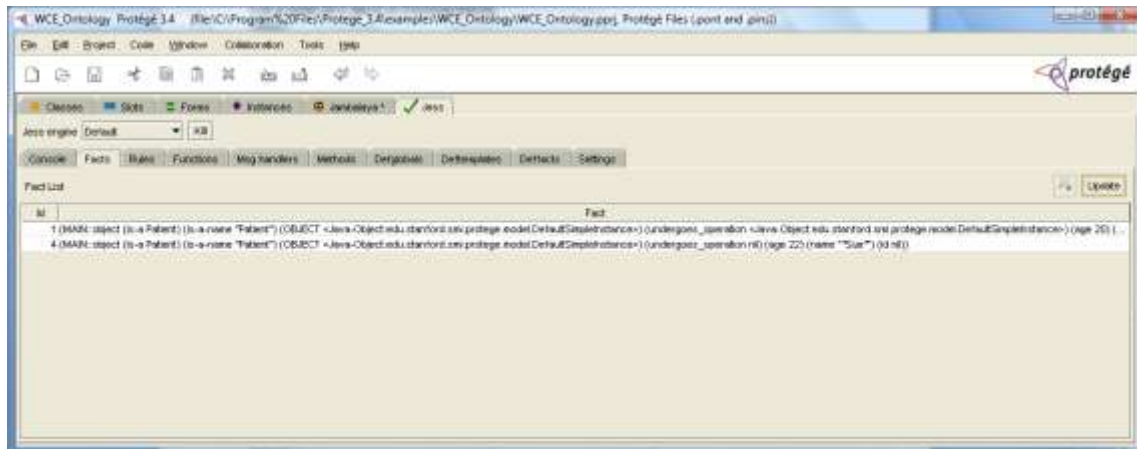 WCE_Ontology Protégé 3.4 (file:\C:\Program%20Files\Protege_3.4\examples\WCE_Ontology\WCE_Ontology.pprj, Protégé Files (.pont and .pins))
File Edit Project Code Window Collaboration Tools Help
protégé
Classes Slots Forms Instances Jambalaya Jess
Jess engine Default Kill
Console Facts Rules Functions Msg handlers Methods Defglobals Deftemplates Deffacts Settings
Fact List Update
Id Fact
1 (MAIN::object (is-a Patient) (is-a-name "Patient") (OBJECT <Java-Object:edu.stanford.smi.protege.model.DefaultSimpleInstance>) (undergoes_operation <Java-Object:edu.stanford.smi.protege.model.DefaultSimpleInstance>) (age 20) (...
4 (MAIN::object (is-a Patient) (is-a-name "Patient") (OBJECT <Java-Object:edu.stanford.smi.protege.model.DefaultSimpleInstance>) (undergoes_operation nil) (age 22) (name ""Sue"") (id nil))